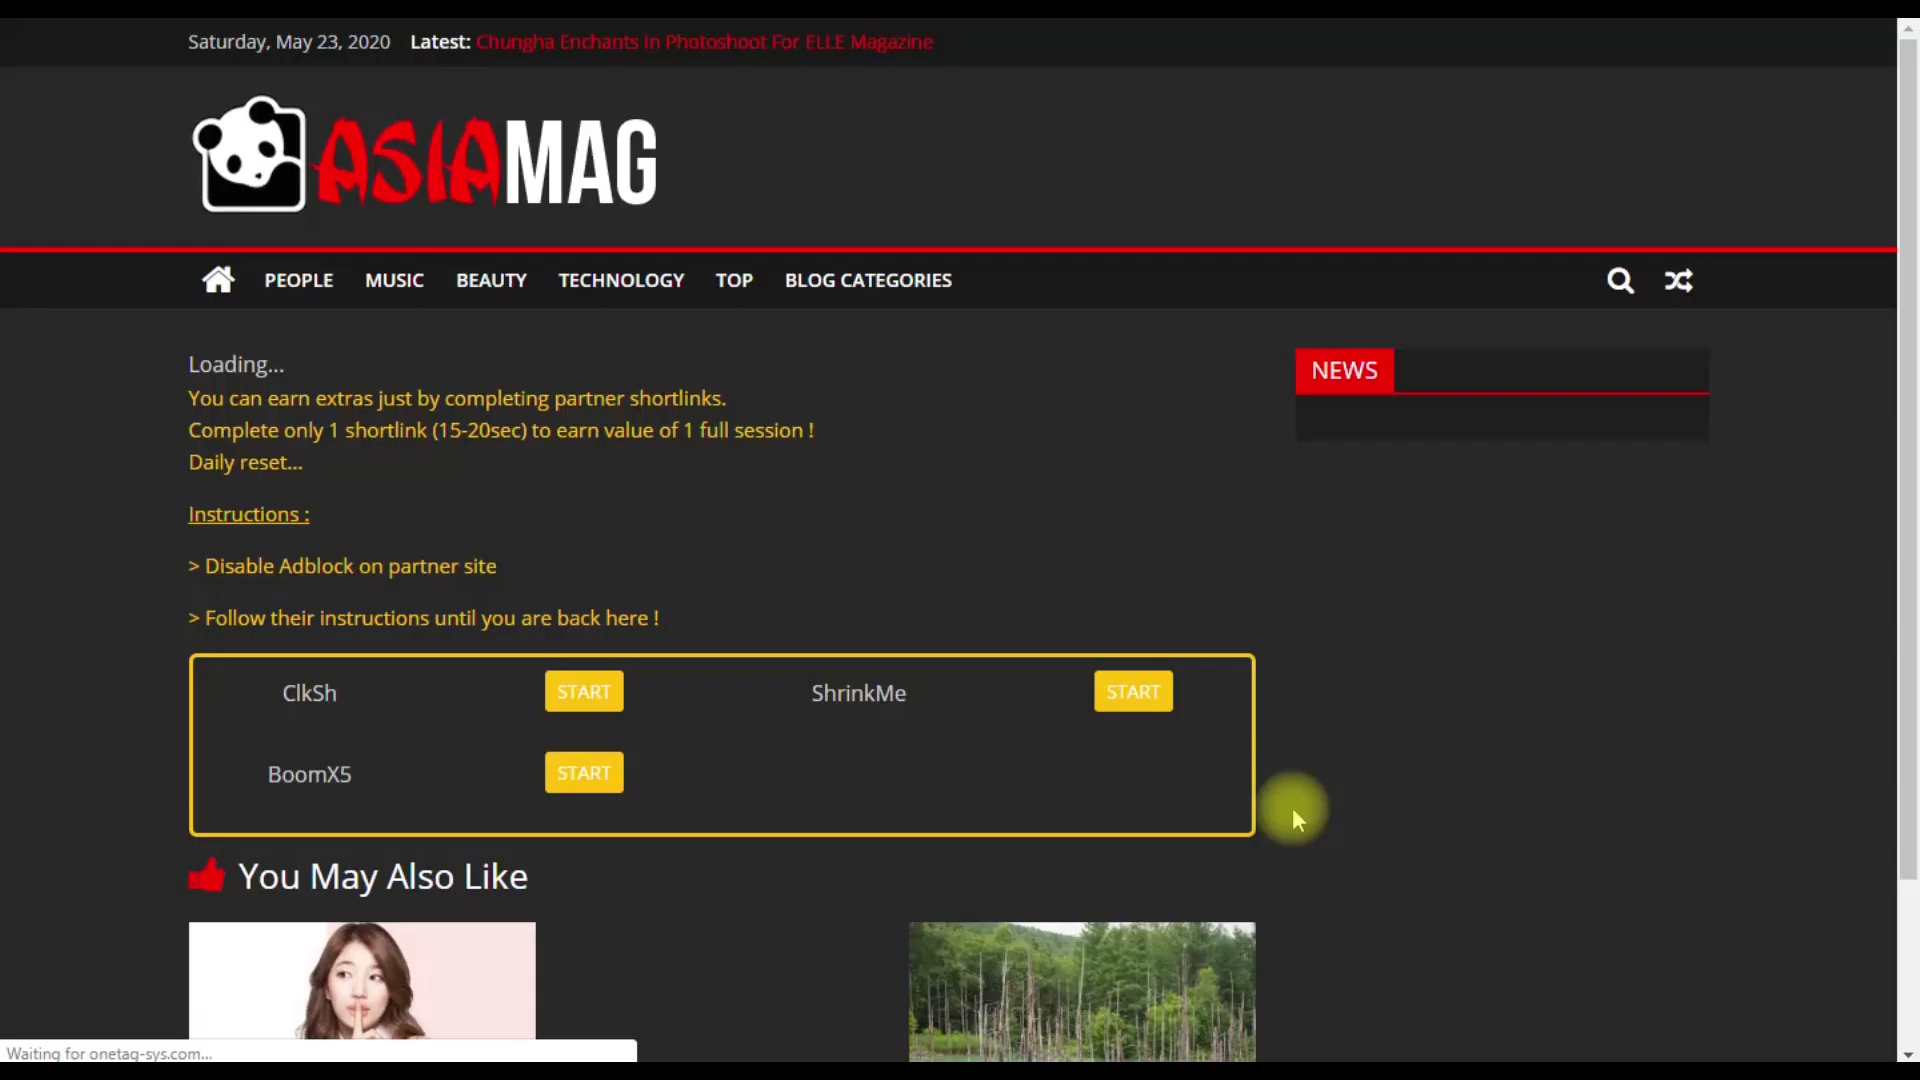 Saturday, May 23, 2020 Latest: Chungha Enchants In Photoshoot For ELLE Magazine
ASIAMAG
PEOPLE MUSIC BEAUTY TECHNOLOGY TOP BLOG CATEGORIES
Loading...
You can earn extras just by completing partner shortlinks.
Complete only 1 shortlink (15-20sec) to earn value of 1 full session !
Daily reset...
Instructions :
> Disable Adblock on partner site
> Follow their instructions until you are back here !
ClkSh START ShrinkMe START
BoomX5 START
NEWS
You May Also Like
Waiting for onetag-sys.com...